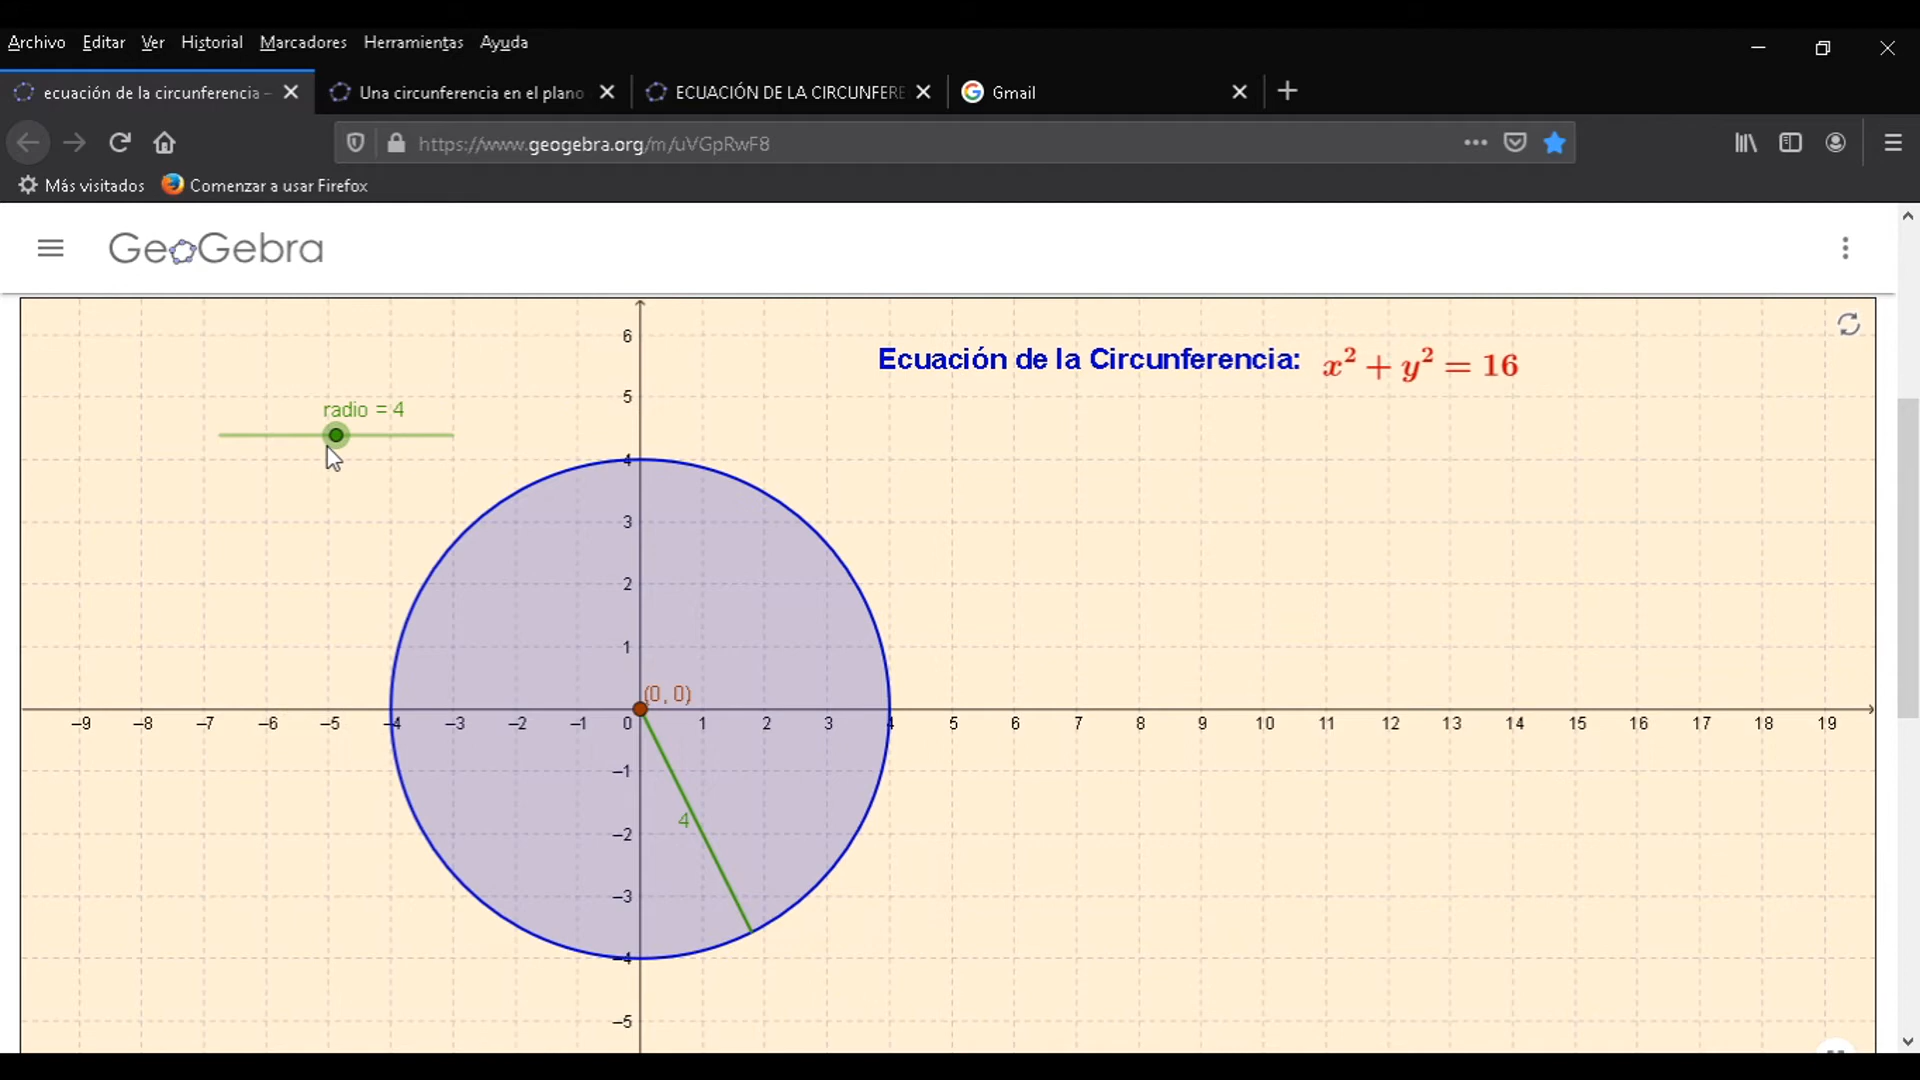 Archivo Editar Ver Historial Marcadores Herramientas Ayuda
ecuación de la circunferencia – Una circunferencia en el plano ECUACIÓN DE LA CIRCUNFERE Gmail
https://www.geogebra.org/m/uVGpRwF8
Más visitados Comenzar a usar Firefox
GeoGebra
Ecuación de la Circunferencia: x² + y² = 16
radio = 4
6
5
4
3
2
1
(0, 0)
–9 –8 –7 –6 –5 –4 –3 –2 –1 0 1 2 3 4 5 6 7 8 9 10 11 12 13 14 15 16 17 18 19
–1
4
–2
–3
–4
–5